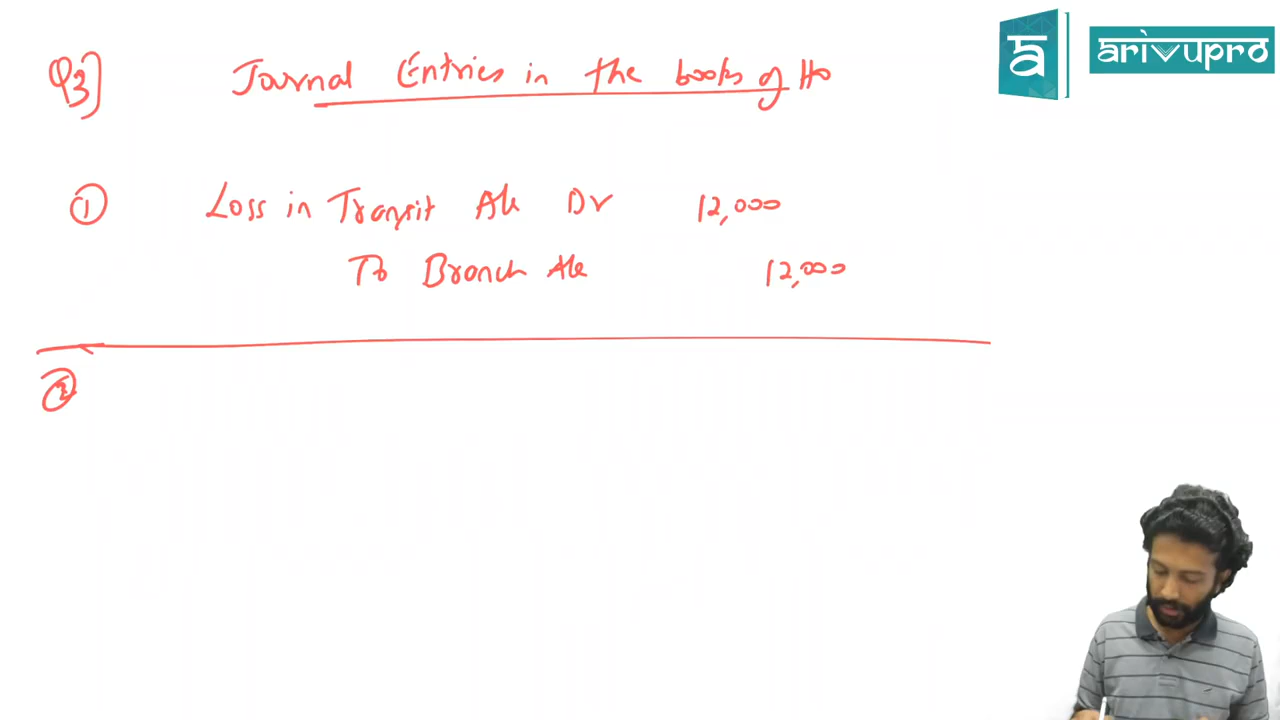 Q3]
Journal Entries in the books of Ho
arivupro
① Loss in Transit A/c Dr 12,000
To Branch A/c 12,000
②